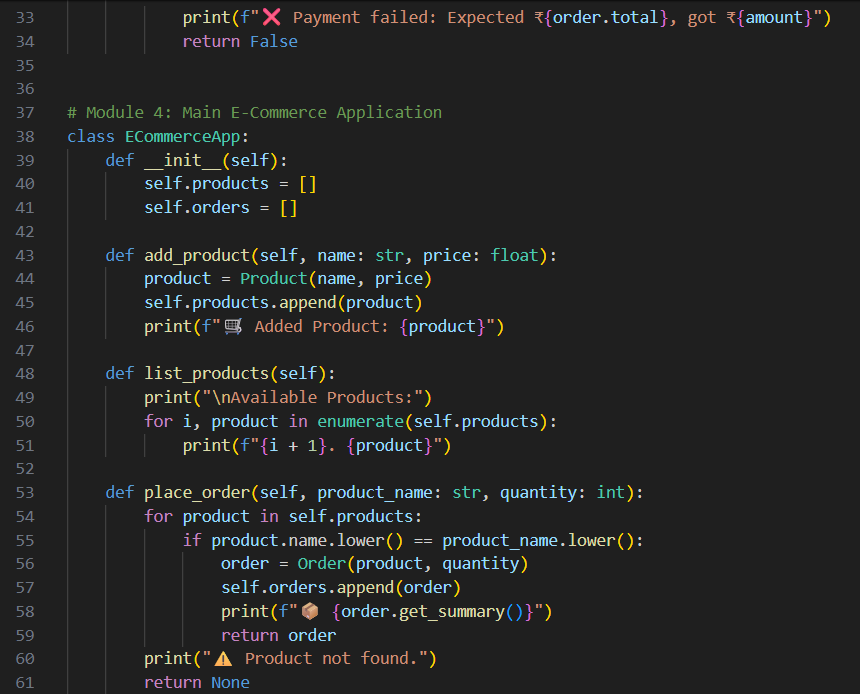 33                print(f"❌ Payment failed: Expected ₹{order.total}, got ₹{amount}")
34                return False
35
36
37    # Module 4: Main E-Commerce Application
38    class ECommerceApp:
39        def __init__(self):
40            self.products = []
41            self.orders = []
42
43        def add_product(self, name: str, price: float):
44            product = Product(name, price)
45            self.products.append(product)
46            print(f"🛒 Added Product: {product}")
47
48        def list_products(self):
49            print("\nAvailable Products:")
50            for i, product in enumerate(self.products):
51                print(f"{i + 1}. {product}")
52
53        def place_order(self, product_name: str, quantity: int):
54            for product in self.products:
55                if product.name.lower() == product_name.lower():
56                    order = Order(product, quantity)
57                    self.orders.append(order)
58                    print(f"📦 {order.get_summary()}")
59                    return order
60            print("⚠️ Product not found.")
61            return None